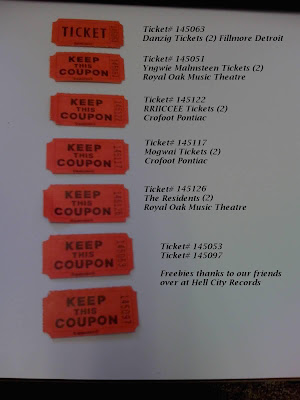 TICKET
Ticket# 145063
Danzig Tickets (2) Fillmore Detroit
KEEP
THIS
COUPON
Ticket# 145051
Yngwie Malmsteen Tickets (2)
Royal Oak Music Theatre
KEEP
THIS
COUPON
Ticket# 145122
RRIICCEE Tickets (2)
Crofoot Pontiac
KEEP
THIS
COUPON
Ticket# 145117
Mogwai Tickets (2)
Crofoot Pontiac
KEEP
THIS
COUPON
Ticket# 145126
The Residents (2)
Royal Oak Music Theatre
KEEP
THIS
COUPON
Ticket# 145053
Ticket# 145097
Freebies thanks to our friends
over at Hell City Records
KEEP
THIS
COUPON